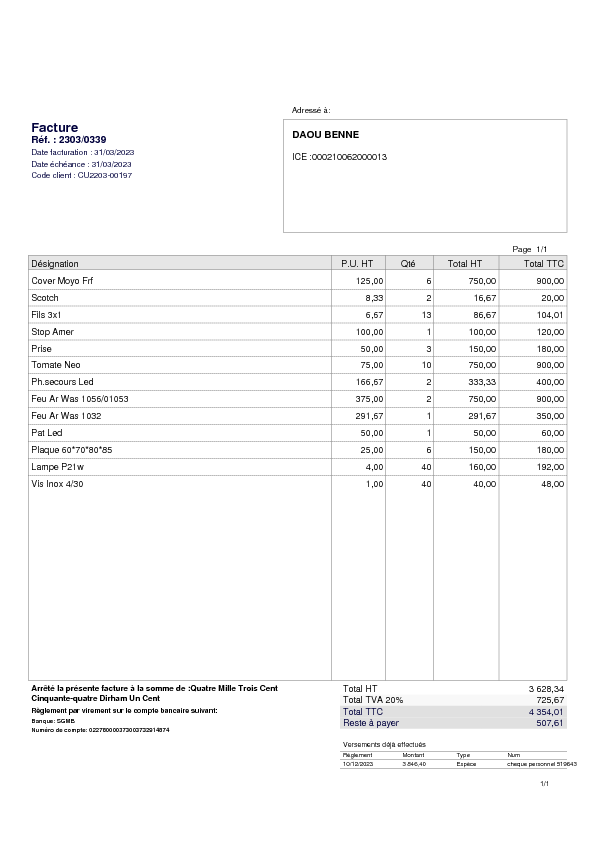 Adressé à:
Facture
Réf. : 2303/0339
Date facturation : 31/03/2023
Date échéance : 31/03/2023
Code client : CU2203-00197
DAOU BENNE
ICE :000210062000013
Page 1/1
Désignation P.U. HT Qté Total HT Total TTC
Cover Moyo Frf 125,00 6 750,00 900,00
Scotch 8,33 2 16,67 20,00
Fils 3x1 6,67 13 86,67 104,01
Stop Arrier 100,00 1 100,00 120,00
Prise 50,00 3 150,00 180,00
Tomate Neo 75,00 10 750,00 900,00
Ph.secours Led 166,67 2 333,33 400,00
Feu Ar Was 1056/01053 375,00 2 750,00 900,00
Feu Ar Was 1032 291,67 1 291,67 350,00
Pat Led 50,00 1 50,00 60,00
Plaque 60*70*80*85 25,00 6 150,00 180,00
Lampe P21w 4,00 40 160,00 192,00
Vis Inox 4/30 1,00 40 40,00 48,00
Arrêté la présente facture à la somme de :Quatre Mille Trois Cent
Cinquante-quatre Dirham Un Cent
Règlement par virement sur le compte bancaire suivant:
Banque: SGMB
Numéro de compte:
Total HT 3 628,34
Total TVA 20% 725,67
Total TTC 4 354,01
Reste à payer 507,61
Versements déjà effectués
Règlement Montant Type Num
10/12/2023 3 846,40 Espèce cheque personnel 519643
1/1